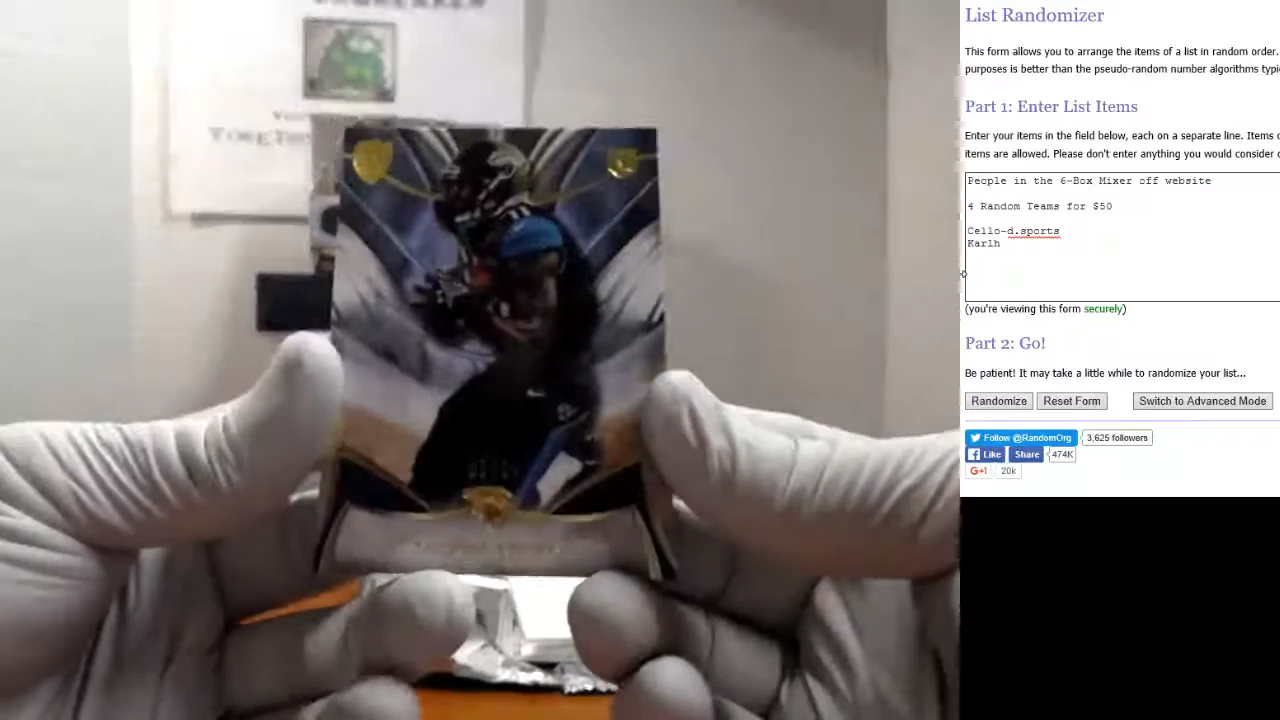 List Randomizer
This form allows you to arrange the items of a list in random order.
purposes is better than the pseudo-random number algorithms typic
Part 1: Enter List Items
Enter your items in the field below, each on a separate line. Items c
items are allowed. Please don't enter anything you would consider c
People in the 6-Box Mixer off website
4 Random Teams for $50
Cello-d.sports
Karlh
(you're viewing this form securely)
Part 2: Go!
Be patient! It may take a little while to randomize your list...
Randomize Reset Form Switch to Advanced Mode
Follow @RandomOrg 3,625 followers
Like Share 474K
G+1 20k